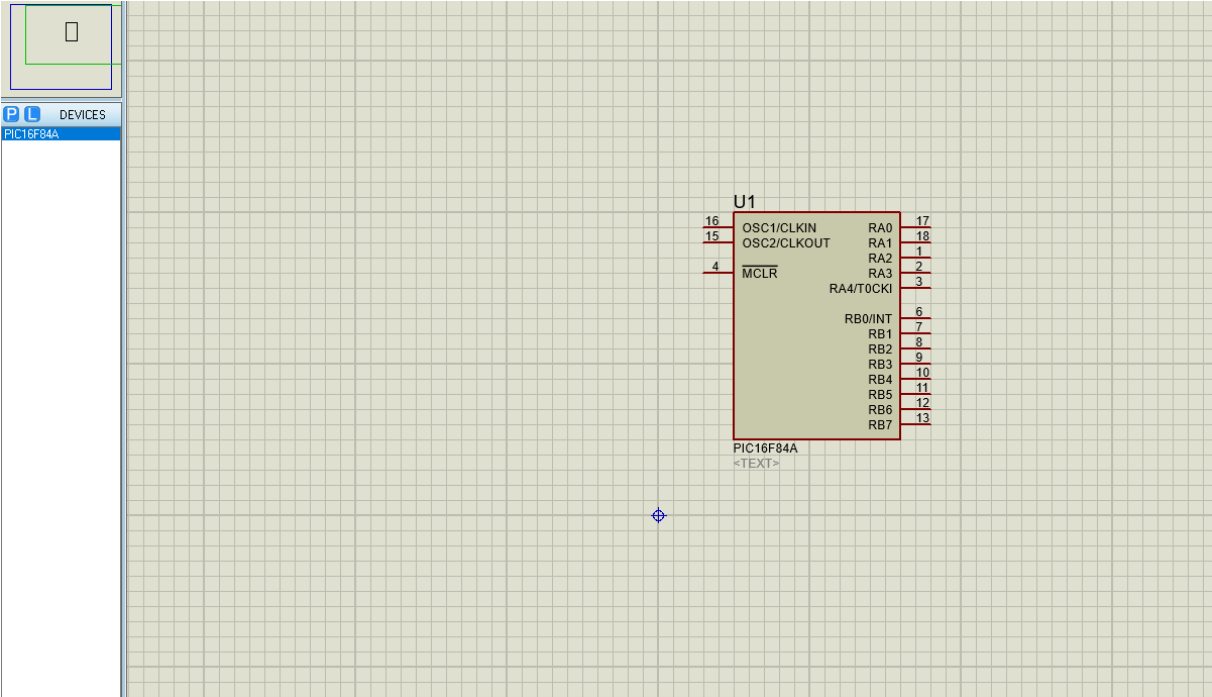 P L DEVICES
PIC16F84A
U1
16 OSC1/CLKIN RA0 17
15 OSC2/CLKOUT RA1 18
RA2 1
4 MCLR RA3 2
RA4/T0CKI 3
RB0/INT 6
RB1 7
RB2 8
RB3 9
RB4 10
RB5 11
RB6 12
RB7 13
PIC16F84A
<TEXT>